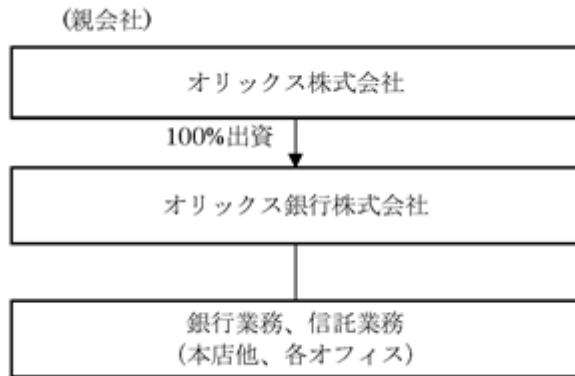 (親会社)
オリックス株式会社
100%出資
オリックス銀行株式会社
銀行業務、信託業務
(本店他、各オフィス)